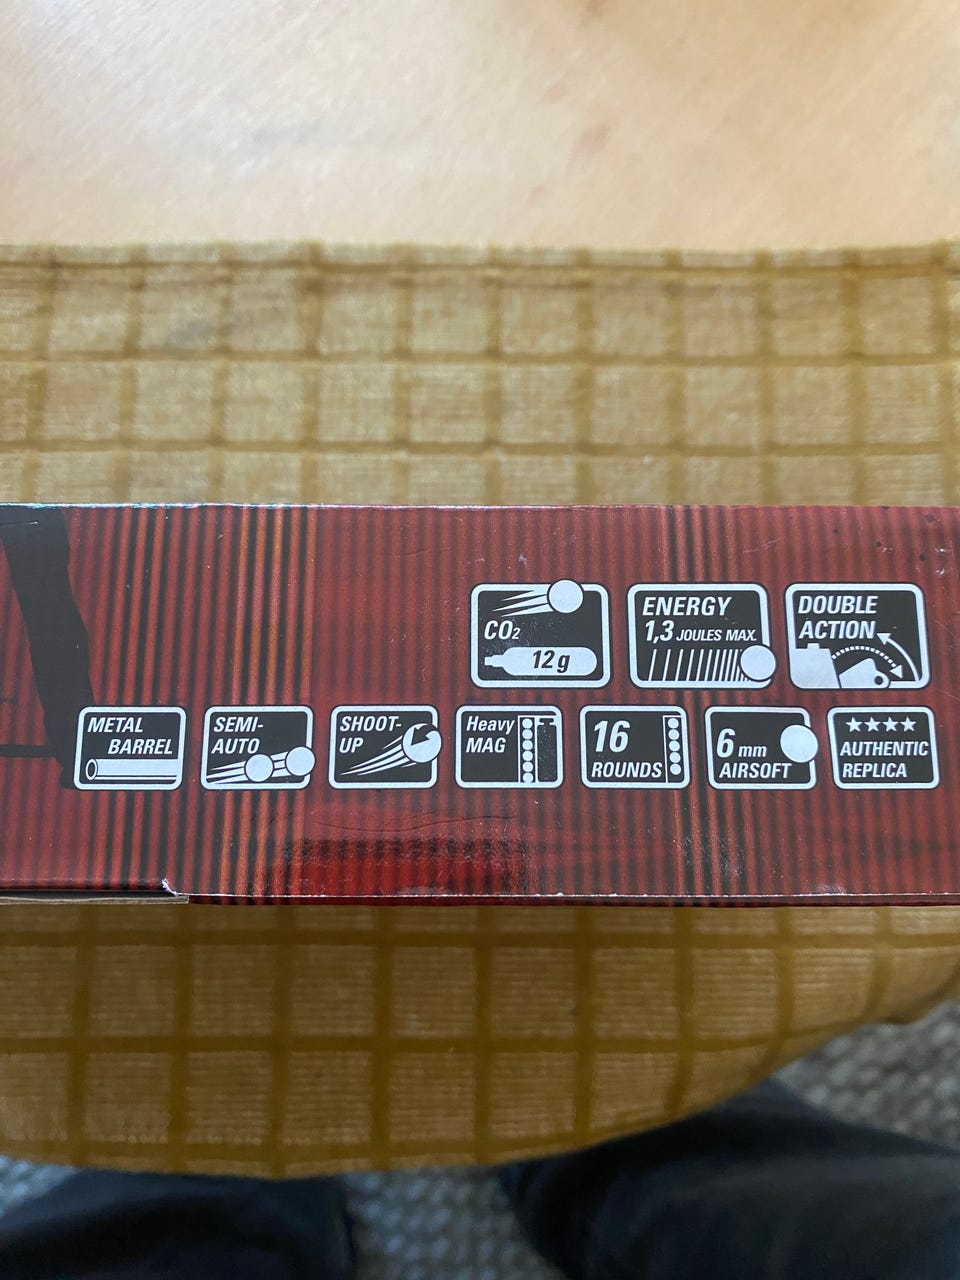 CO₂
12 g
ENERGY
1,3 JOULES MAX.
DOUBLE
ACTION
METAL
BARREL
SEMI-
AUTO
SHOOT-
UP
Heavy
MAG
16
ROUNDS
6 mm
AIRSOFT
AUTHENTIC
REPLICA